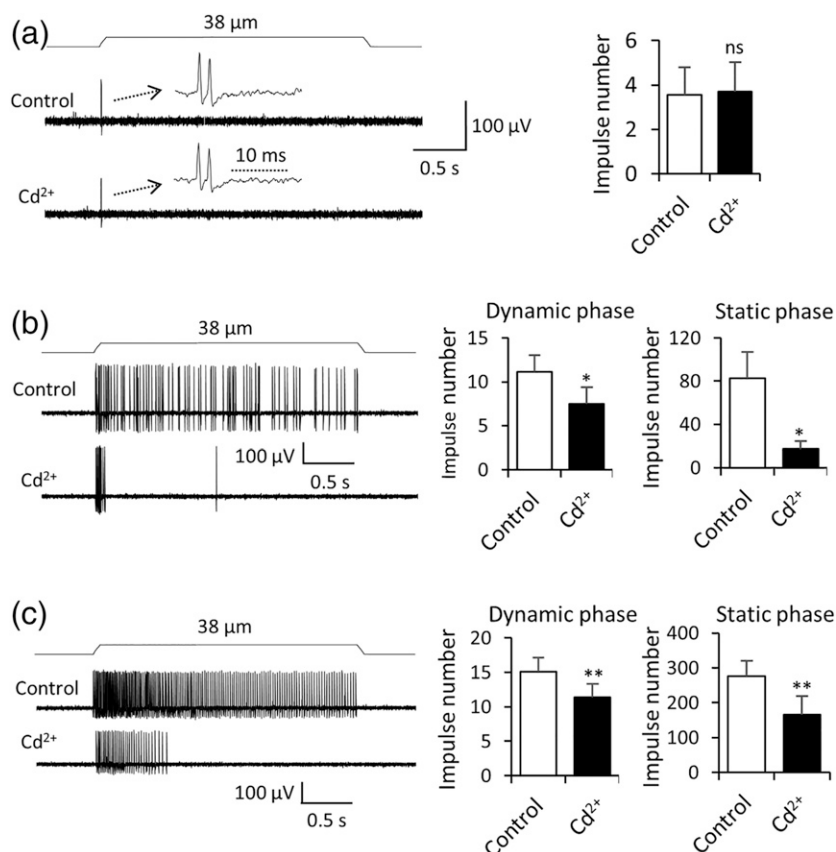 (a)
38 µm
Control
10 ms
Cd2+
100 µV
0.5 s
Impulse number
6
4
2
0
ns
Control
Cd2+
(b)
38 µm
Control
Cd2+
100 µV
0.5 s
Dynamic phase
Impulse number
15
10
5
0
*
Control
Cd2+
Static phase
Impulse number
120
80
40
0
*
Control
Cd2+
(c)
38 µm
Control
Cd2+
100 µV
0.5 s
Dynamic phase
Impulse number
20
15
10
5
0
**
Control
Cd2+
Static phase
Impulse number
400
300
200
100
0
**
Control
Cd2+